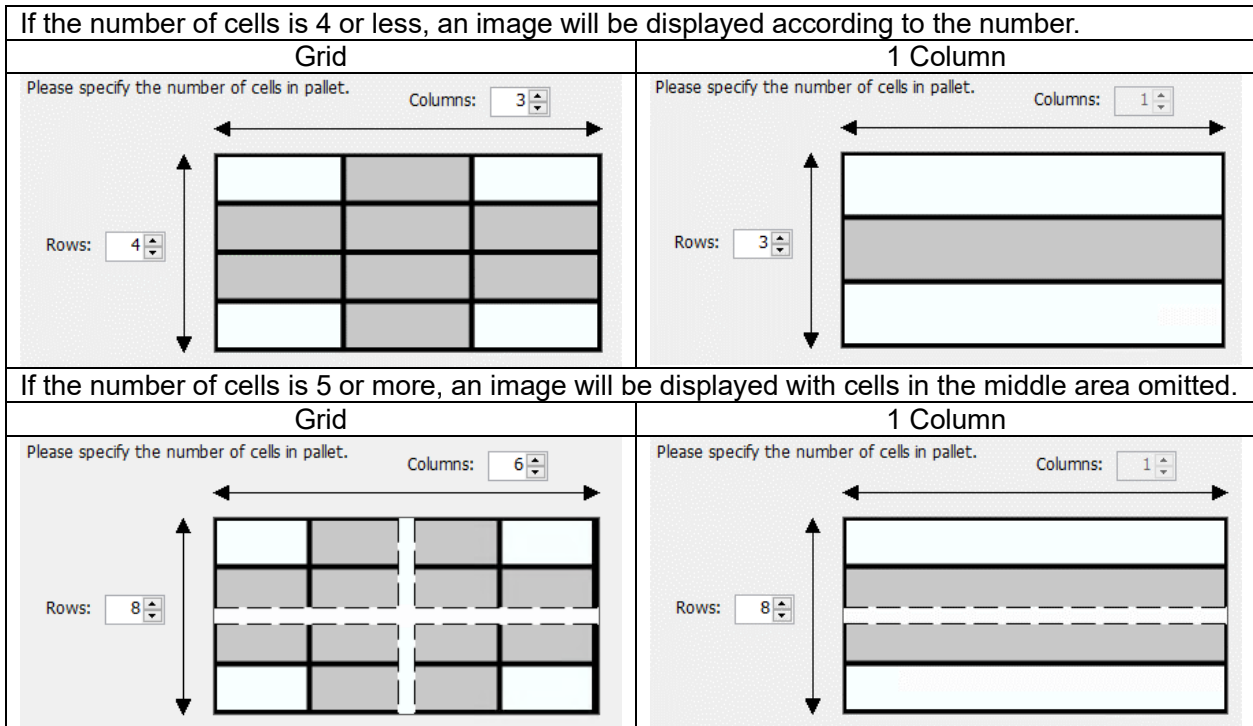 If the number of cells is 4 or less, an image will be displayed according to the number.
Grid
1 Column
Please specify the number of cells in pallet.
Columns: 3
Rows: 4
Please specify the number of cells in pallet.
Columns: 1
Rows: 3
If the number of cells is 5 or more, an image will be displayed with cells in the middle area omitted.
Grid
1 Column
Please specify the number of cells in pallet.
Columns: 6
Rows: 8
Please specify the number of cells in pallet.
Columns: 1
Rows: 8